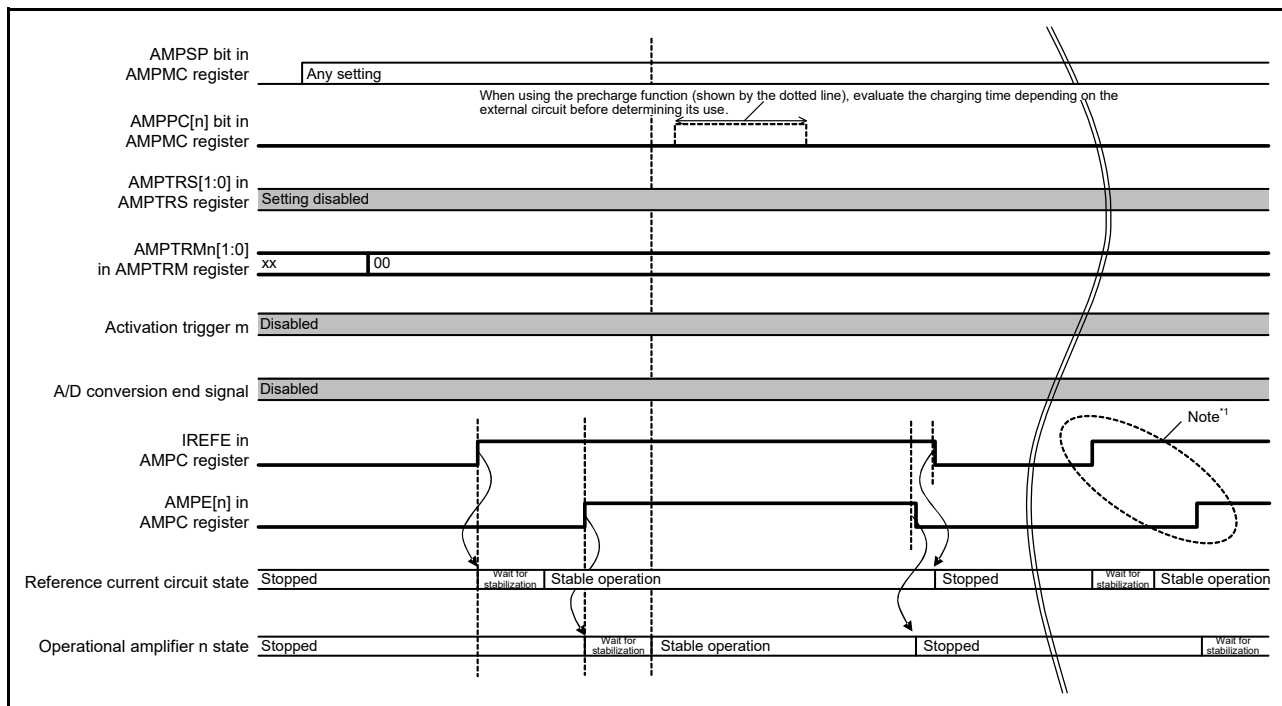 AMPSP bit in
AMPMC register
Any setting
When using the precharge function (shown by the dotted line), evaluate the charging time depending on the
external circuit before determining its use.
AMPPC[n] bit in
AMPMC register
AMPTRS[1:0] in
AMPTRS register
Setting disabled
AMPTRMn[1:0]
in AMPTRM register
xx
00
Activation trigger m
Disabled
A/D conversion end signal
Disabled
IREFE in
AMPC register
Note*1
AMPE[n] in
AMPC register
Reference current circuit state
Stopped
Wait for
stabilization
Stable operation
Stopped
Wait for
stabilization
Stable operation
Operational amplifier n state
Stopped
Wait for
stabilization
Stable operation
Stopped
Wait for
stabilization